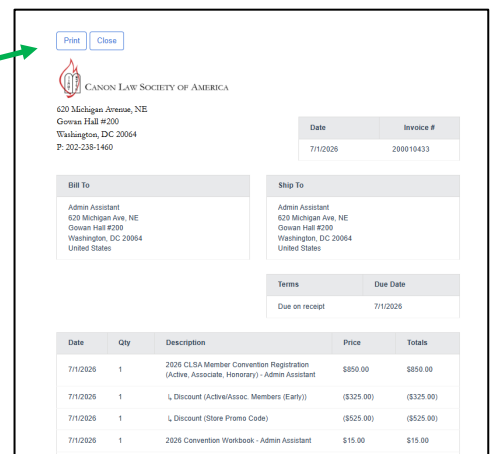 Print Close
CANON LAW SOCIETY OF AMERICA
620 Michigan Avenue, NE
Gowan Hall #200
Washington, DC 20064
P: 202-238-1460
Date Invoice #
7/1/2026 200010433
Bill To Ship To
Admin Assistant Admin Assistant
620 Michigan Ave, NE 620 Michigan Ave, NE
Gowan Hall #200 Gowan Hall #200
Washington, DC 20064 Washington, DC 20064
United States United States
Terms Due Date
Due on receipt 7/1/2026
Date Qty Description Price Totals
7/1/2026 1 2026 CLSA Member Convention Registration (Active, Associate, Honorary) - Admin Assistant $850.00 $850.00
7/1/2026 1 ↳ Discount (Active/Assoc. Members (Early)) ($325.00) ($325.00)
7/1/2026 1 ↳ Discount (Store Promo Code) ($525.00) ($525.00)
7/1/2026 1 2026 Convention Workbook - Admin Assistant $15.00 $15.00